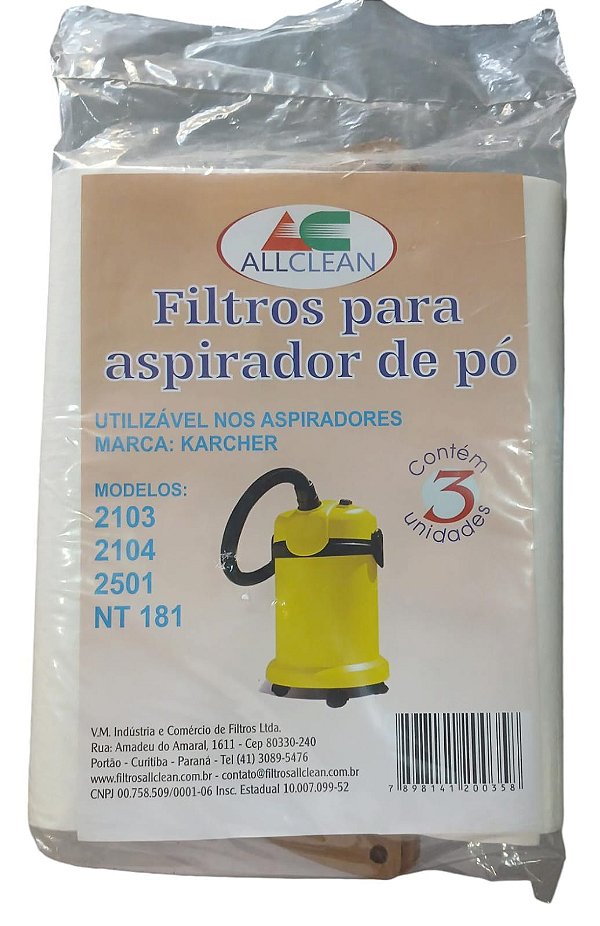 AC
ALLCLEAN
Filtros para
aspirador de pó
UTILIZÁVEL NOS ASPIRADORES
MARCA: KARCHER
MODELOS:
2103
2104
2501
NT 181
Contém
3
unidades
V.M. Indústria e Comércio de Filtros Ltda.
Rua: Amadeu do Amaral, 1611 - Cep 80330-240
Portão - Curitiba - Paraná - Tel (41) 3089-5476
www.filtrosallclean.com.br - contato@filtrosallclean.com.br
CNPJ 00.758.509/0001-06 Insc. Estadual 10.007.099-52
7 898141 200358